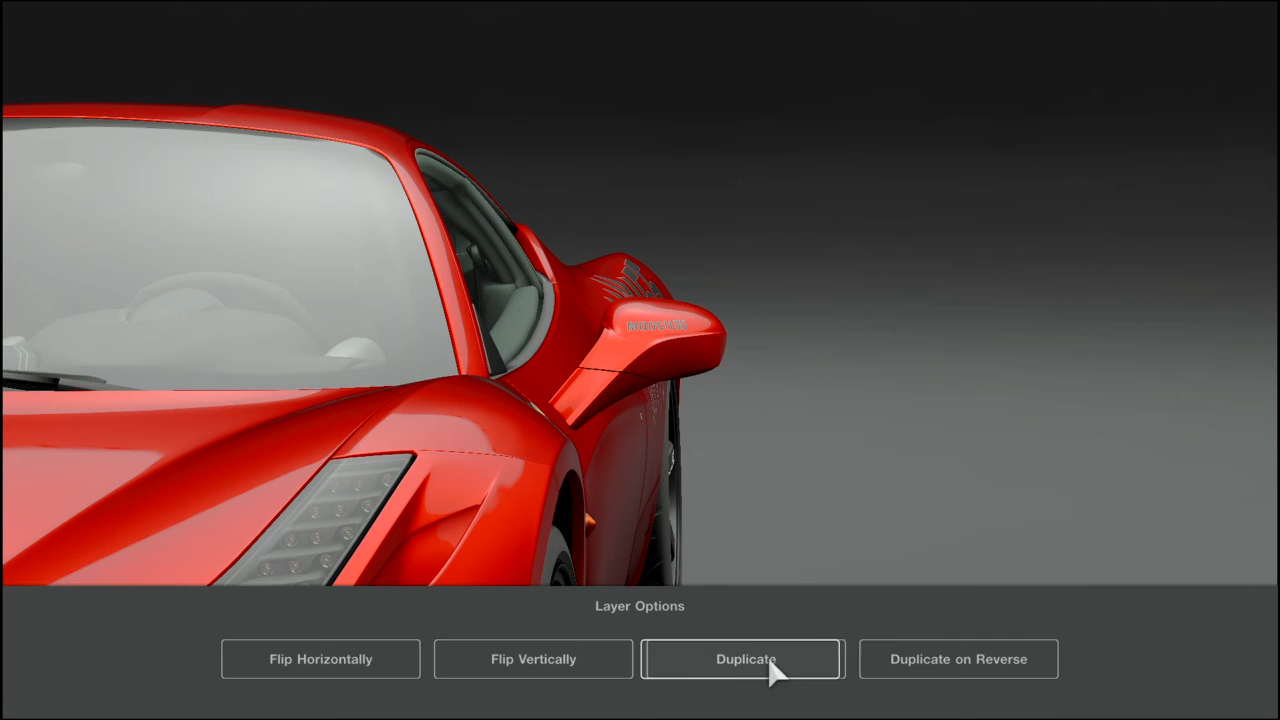 Layer Options
Flip Horizontally
Flip Vertically
Duplicate
Duplicate on Reverse